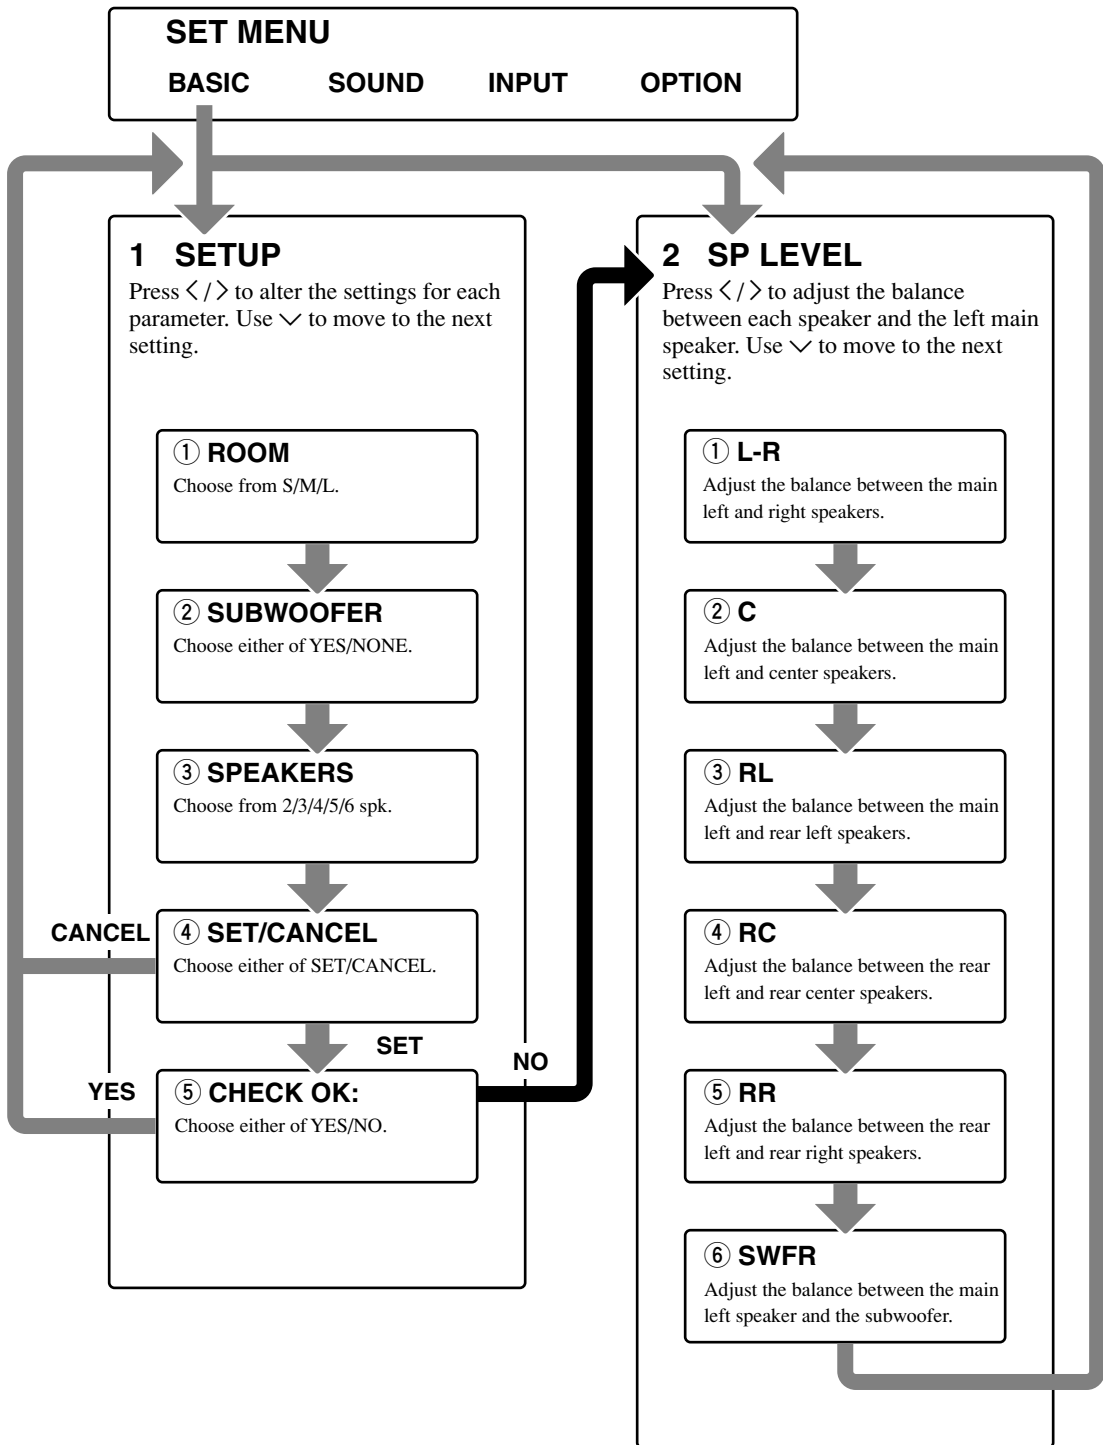 SET MENU
BASIC SOUND INPUT OPTION
1 SETUP
Press < / > to alter the settings for each
parameter. Use ∨ to move to the next
setting.
① ROOM
Choose from S/M/L.
② SUBWOOFER
Choose either of YES/NONE.
③ SPEAKERS
Choose from 2/3/4/5/6 spk.
CANCEL
④ SET/CANCEL
Choose either of SET/CANCEL.
SET
NO
YES
⑤ CHECK OK:
Choose either of YES/NO.
2 SP LEVEL
Press < / > to adjust the balance
between each speaker and the left main
speaker. Use ∨ to move to the next
setting.
① L-R
Adjust the balance between the main
left and right speakers.
② C
Adjust the balance between the main
left and center speakers.
③ RL
Adjust the balance between the main
left and rear left speakers.
④ RC
Adjust the balance between the rear
left and rear center speakers.
⑤ RR
Adjust the balance between the rear
left and rear right speakers.
⑥ SWFR
Adjust the balance between the main
left speaker and the subwoofer.